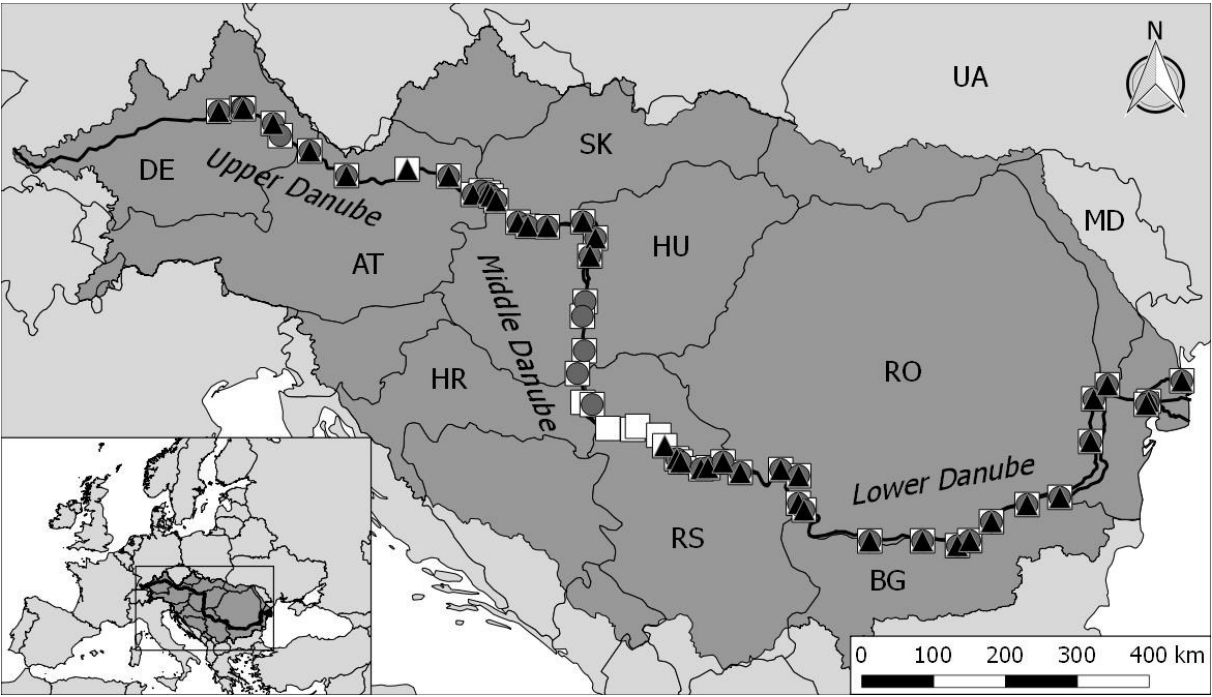 N
UA
SK
DE
Upper Danube
MD
HU
AT
Middle Danube
RO
HR
Lower Danube
RS
BG
0 100 200 300 400 km